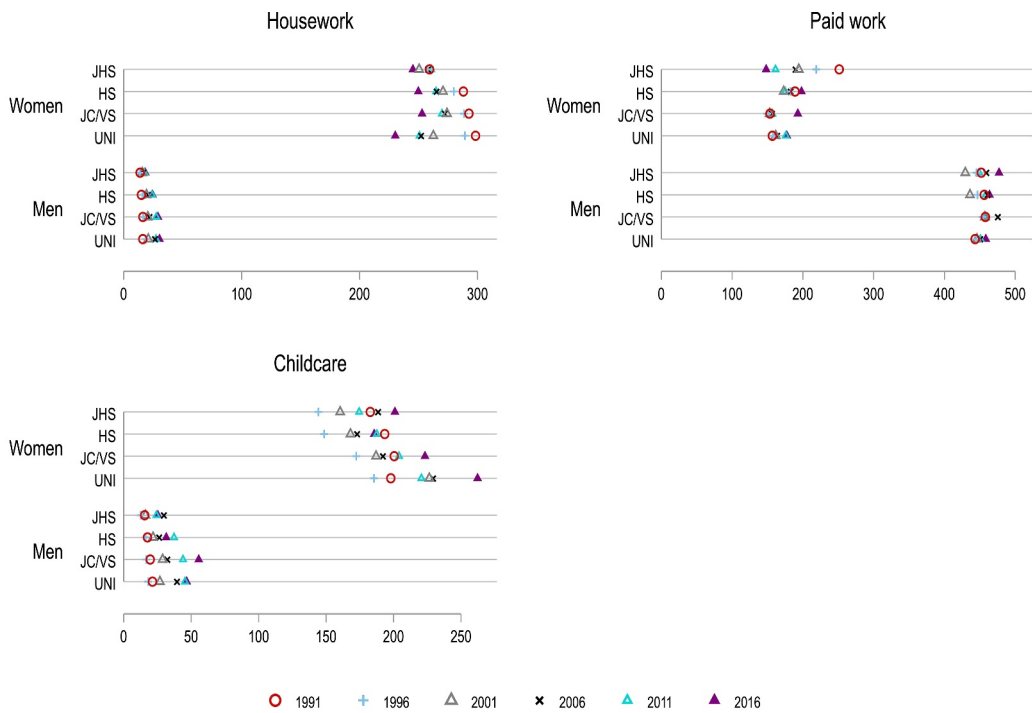 Housework
JHS
HS
Women
JC/VS
UNI
JHS
HS
Men
JC/VS
UNI
0 100 200 300
Paid work
JHS
HS
Women
JC/VS
UNI
JHS
HS
Men
JC/VS
UNI
0 100 200 300 400 500
Childcare
JHS
HS
Women
JC/VS
UNI
JHS
HS
Men
JC/VS
UNI
0 50 100 150 200 250
1991 1996 2001 2006 2011 2016